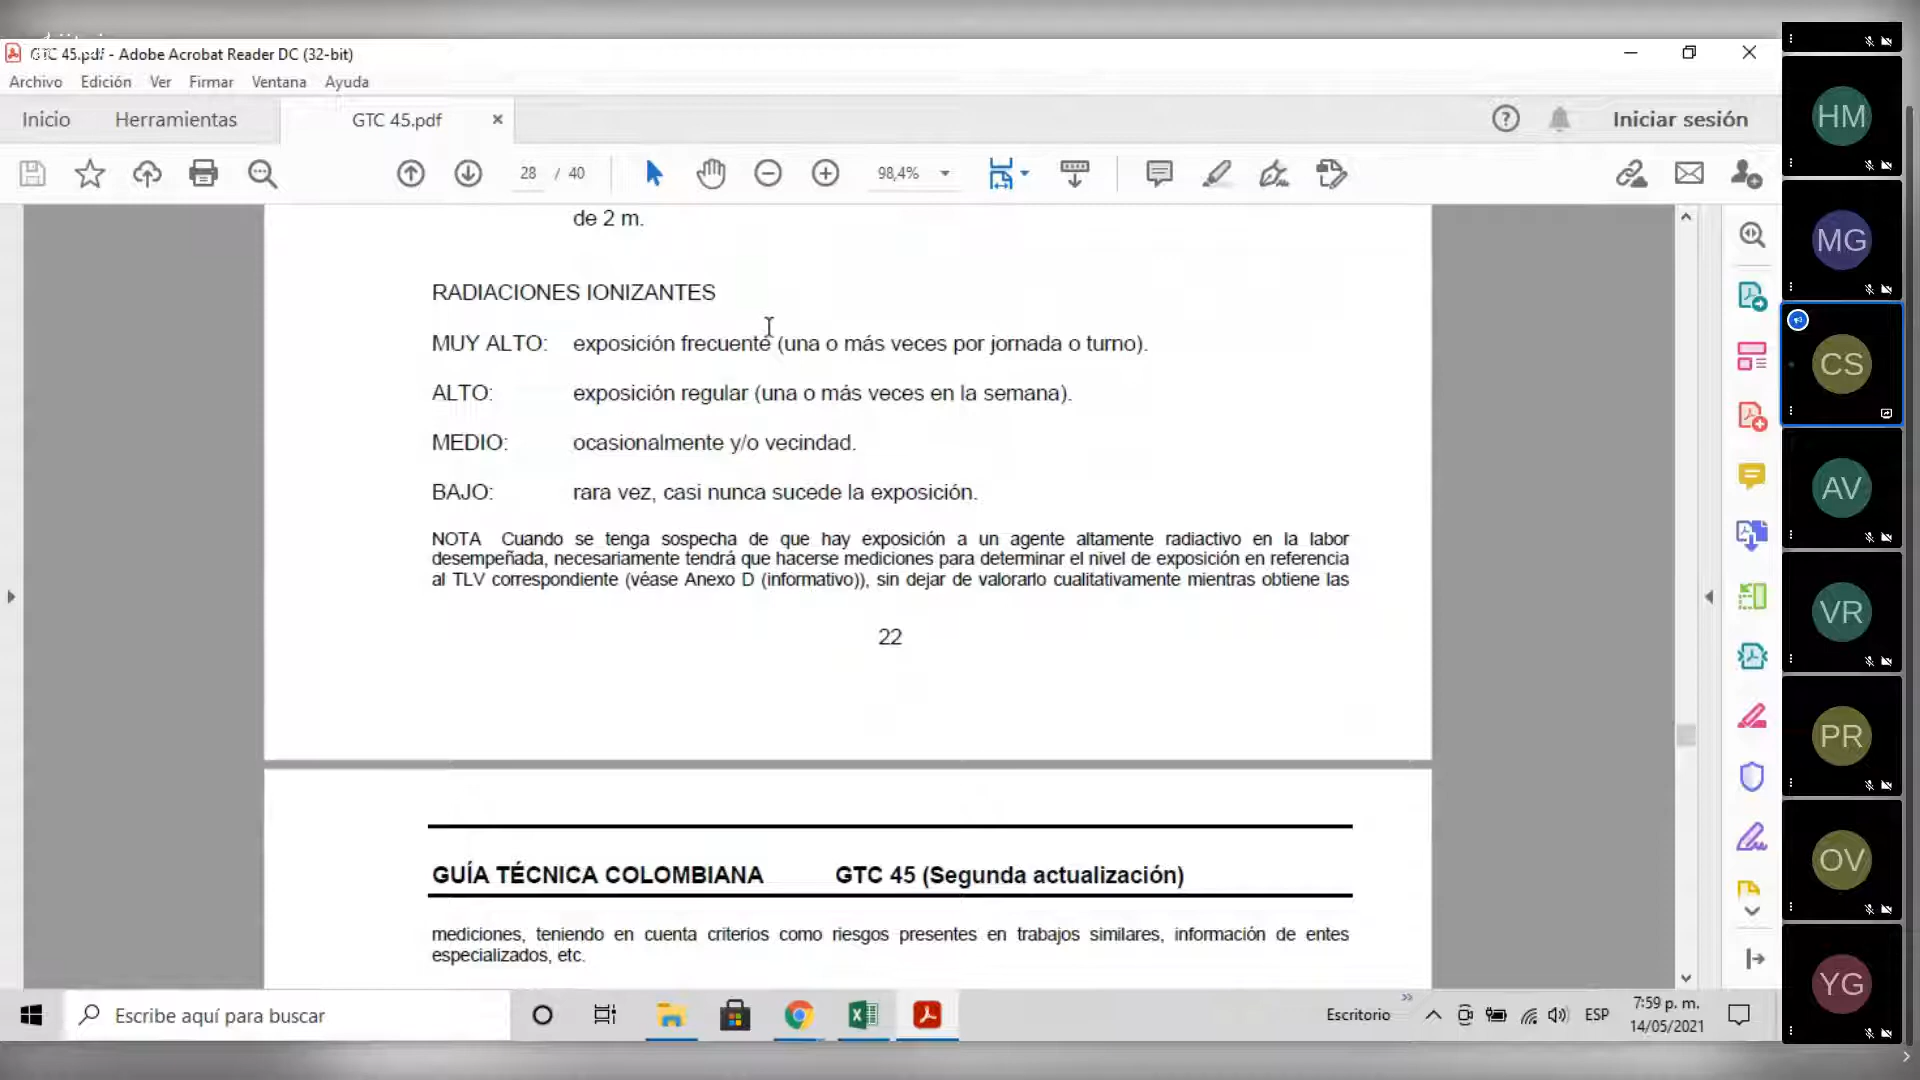 GTC 45.pdf - Adobe Acrobat Reader DC (32-bit)
Archivo Edición Ver Firmar Ventana Ayuda
Inicio Herramientas GTC 45.pdf × Iniciar sesión
28 / 40 98,4%
de 2 m.
RADIACIONES IONIZANTES
MUY ALTO: exposición frecuente (una o más veces por jornada o turno).
ALTO: exposición regular (una o más veces en la semana).
MEDIO: ocasionalmente y/o vecindad.
BAJO: rara vez, casi nunca sucede la exposición.
NOTA Cuando se tenga sospecha de que hay exposición a un agente altamente radiactivo en la labor
desempeñada, necesariamente tendrá que hacerse mediciones para determinar el nivel de exposición en referencia
al TLV correspondiente (véase Anexo D (informativo)), sin dejar de valorarlo cualitativamente mientras obtiene las
22
GUÍA TÉCNICA COLOMBIANA GTC 45 (Segunda actualización)
mediciones, teniendo en cuenta criterios como riesgos presentes en trabajos similares, información de entes
especializados, etc.
Escribe aquí para buscar
Escritorio
ESP
7:59 p. m.
14/05/2021
HM
MG
CS
AV
VR
PR
OV
YG